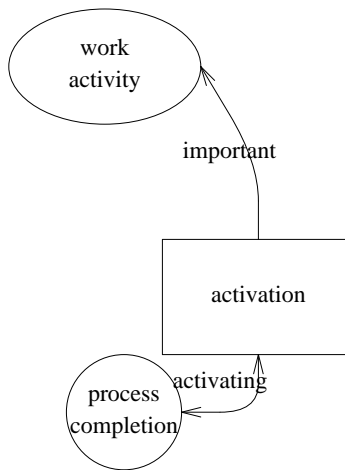 work
activity
important
activation
activating
process
completion